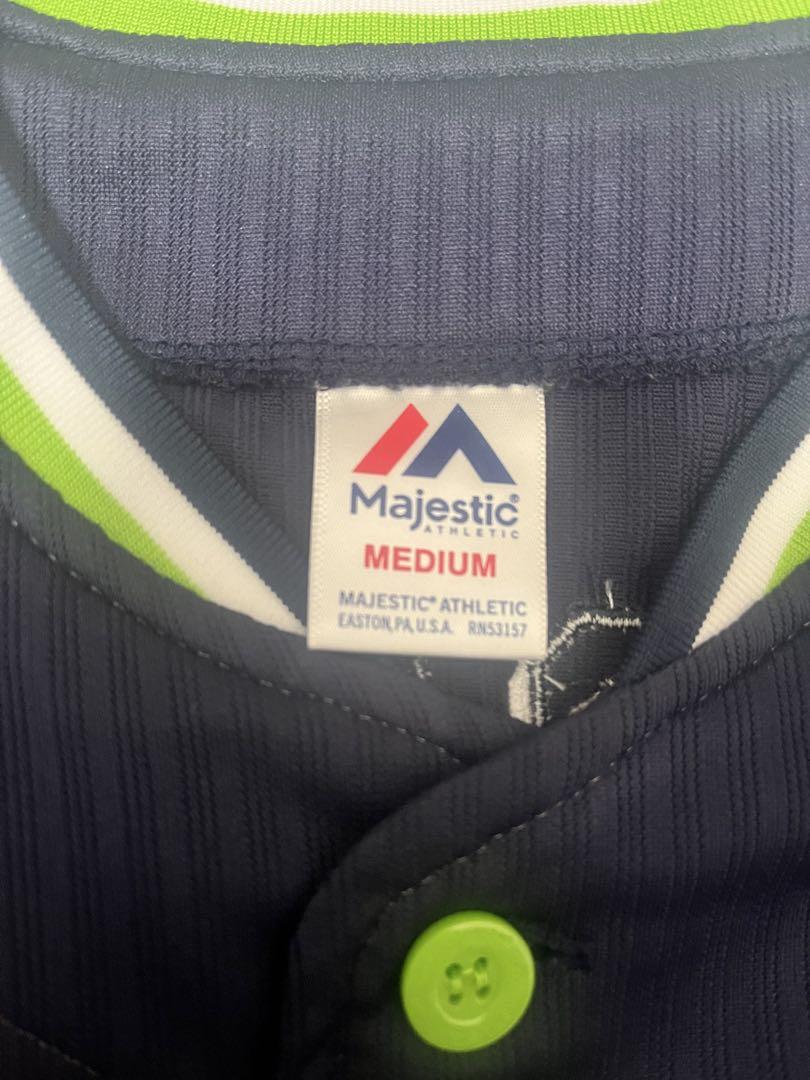 Majestic®
ATHLETIC
MEDIUM
MAJESTIC® ATHLETIC
EASTON, PA, U.S.A. RN53157